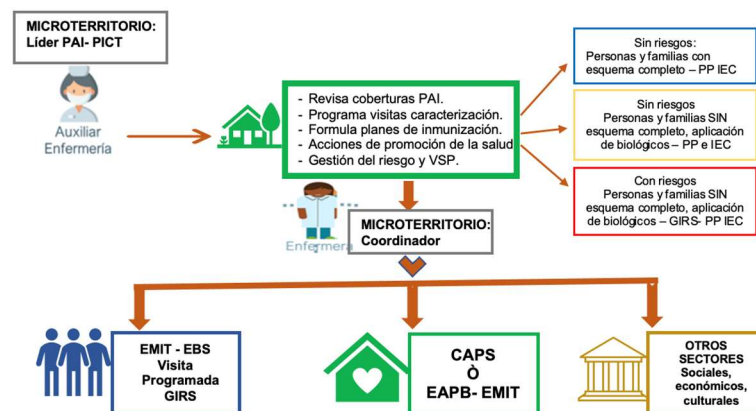 MICROTERRITORIO:
Líder PAI- PICT
Auxiliar
Enfermería
- Revisa coberturas PAI.
- Programa visitas caracterización.
- Formula planes de inmunización.
- Acciones de promoción de la salud
- Gestión del riesgo y VSP.
Sin riesgos:
Personas y familias con
esquema completo – PP IEC
Sin riesgos
Personas y familias SIN
esquema completo, aplicación
de biológicos – PP e IEC
Con riesgos
Personas y familias SIN
esquema completo, aplicación
de biológicos – GIRS- PP IEC
Enfermera
:
MICROTERRITORIO:
Coordinador
EMIT - EBS
Visita
Programada
GIRS
CAPS
Ò
EAPB- EMIT
OTROS
SECTORES
Sociales,
económicos,
culturales